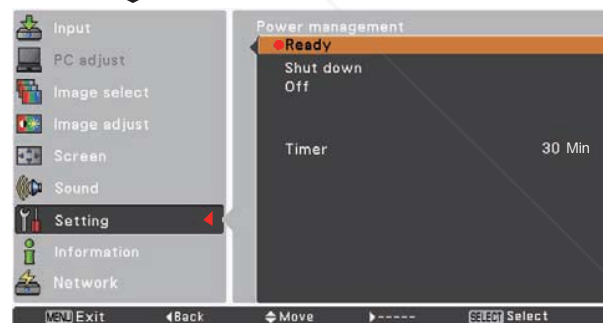 Input
PC adjust
Image select
Image adjust
Screen
Sound
Setting
Information
Network
Power management
Ready
Shut down
Off
Timer 30 Min
MENU Exit Back Move ----- SELECT Select